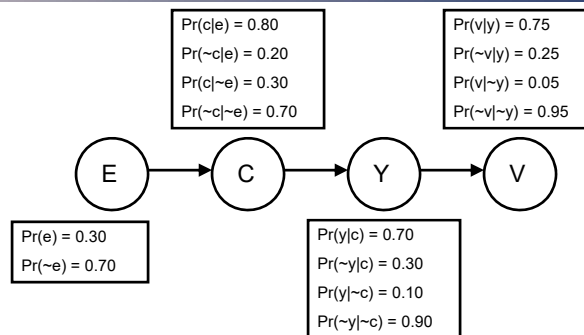 Pr(c|e) = 0.80
Pr(~c|e) = 0.20
Pr(c|~e) = 0.30
Pr(~c|~e) = 0.70
Pr(v|y) = 0.75
Pr(~v|y) = 0.25
Pr(v|~y) = 0.05
Pr(~v|~y) = 0.95
E
C
Y
V
Pr(e) = 0.30
Pr(~e) = 0.70
Pr(y|c) = 0.70
Pr(~y|c) = 0.30
Pr(y|~c) = 0.10
Pr(~y|~c) = 0.90